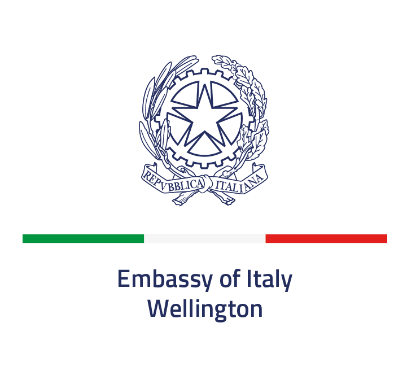 REPVBBLICA ITALIANA
Embassy of Italy
Wellington